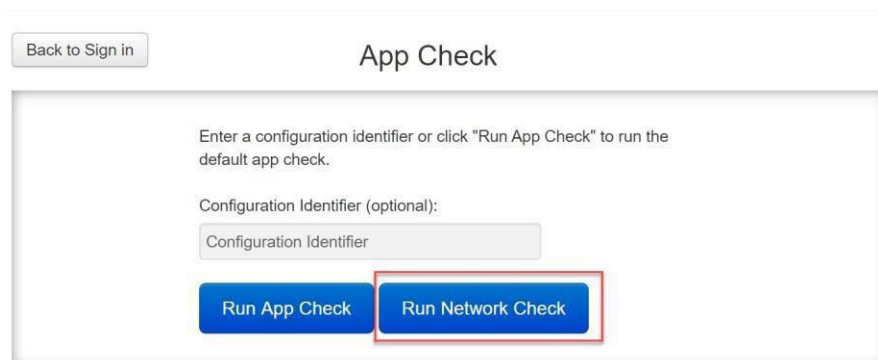 Back to Sign in
App Check
Enter a configuration identifier or click "Run App Check" to run the
default app check.
Configuration Identifier (optional):
Configuration Identifier
Run App Check
Run Network Check